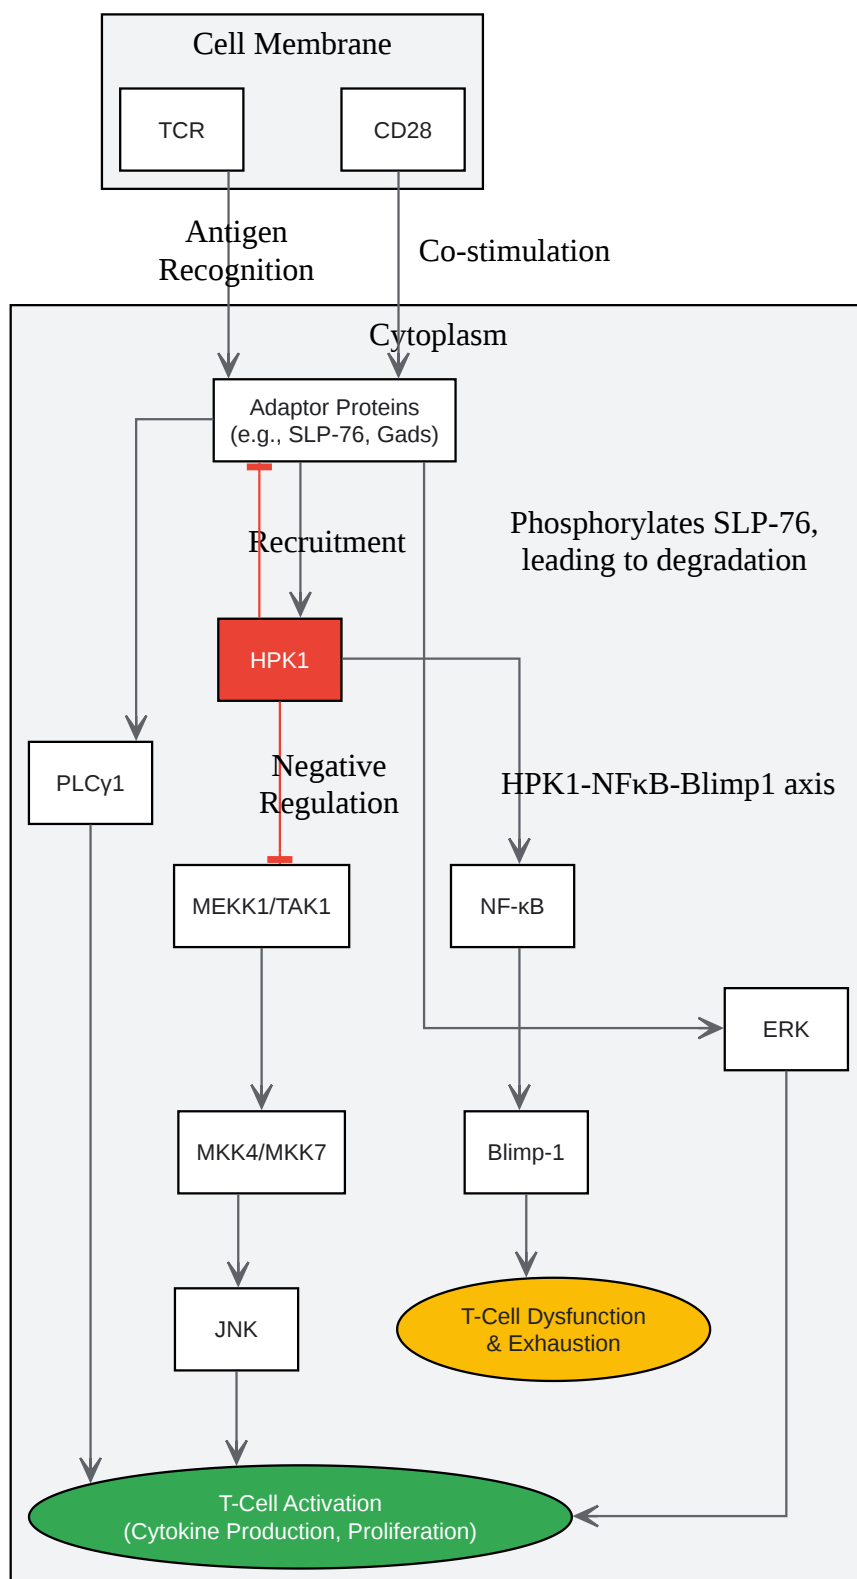 Cell Membrane
TCR
CD28
Antigen
Recognition
Co-stimulation
Cytoplasm
Adaptor Proteins
(e.g., SLP-76, Gads)
Recruitment
Phosphorylates SLP-76,
leading to degradation
HPK1
PLCγ1
Negative
Regulation
HPK1-NFκB-Blimp1 axis
MEKK1/TAK1
NF-κB
ERK
MKK4/MKK7
Blimp-1
JNK
T-Cell Dysfunction
& Exhaustion
T-Cell Activation
(Cytokine Production, Proliferation)